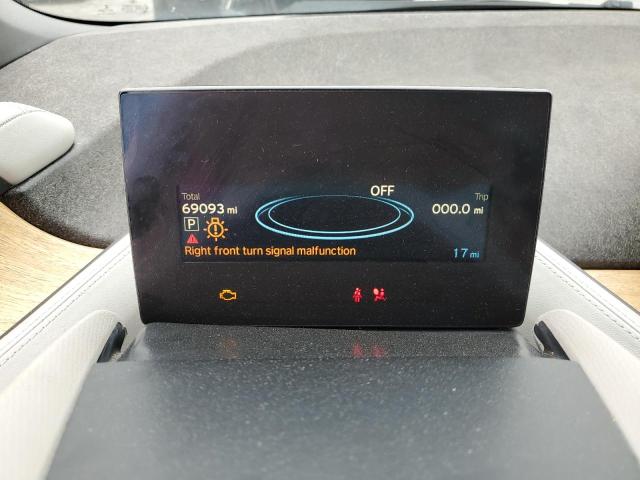 OFF
Total
Trip
69093 mi
000.0 mi
P
Right front turn signal malfunction
17 mi